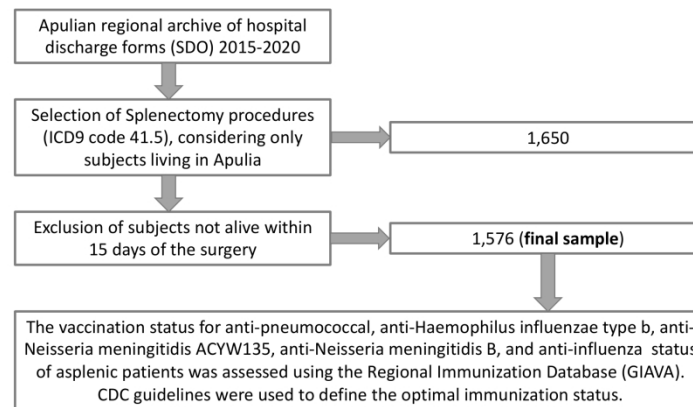 Apulian regional archive of hospital
discharge forms (SDO) 2015-2020
Selection of Splenectomy procedures
(ICD9 code 41.5), considering only
subjects living in Apulia
1,650
Exclusion of subjects not alive within
15 days of the surgery
1,576 (final sample)
The vaccination status for anti-pneumococcal, anti-Haemophilus influenzae type b, anti-
Neisseria meningitidis ACYW135, anti-Neisseria meningitidis B, and anti-influenza status
of asplenic patients was assessed using the Regional Immunization Database (GIAVA).
CDC guidelines were used to define the optimal immunization status.